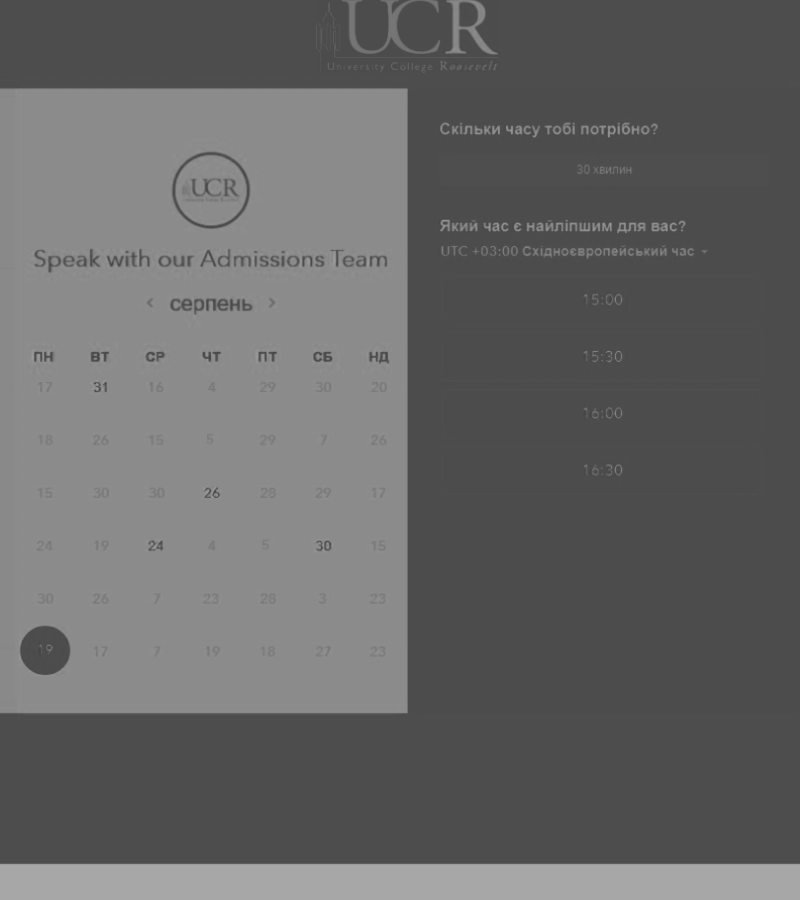 UCR
University College Roosevelt
UCR
Speak with our Admissions Team
серпень
ПН ВТ СР ЧТ ПТ СБ НД
17 31 16 4 29 30 20
18 26 15 5 29 7 26
15 30 30 26 28 29 17
24 19 24 4 5 30 15
30 26 7 23 28 3 23
19 17 7 19 18 27 23
Скільки часу тобі потрібно?
30 хвилин
Який час є найліпшим для вас?
UTC +03:00 Східноєвропейський час
15:00
15:30
16:00
16:30